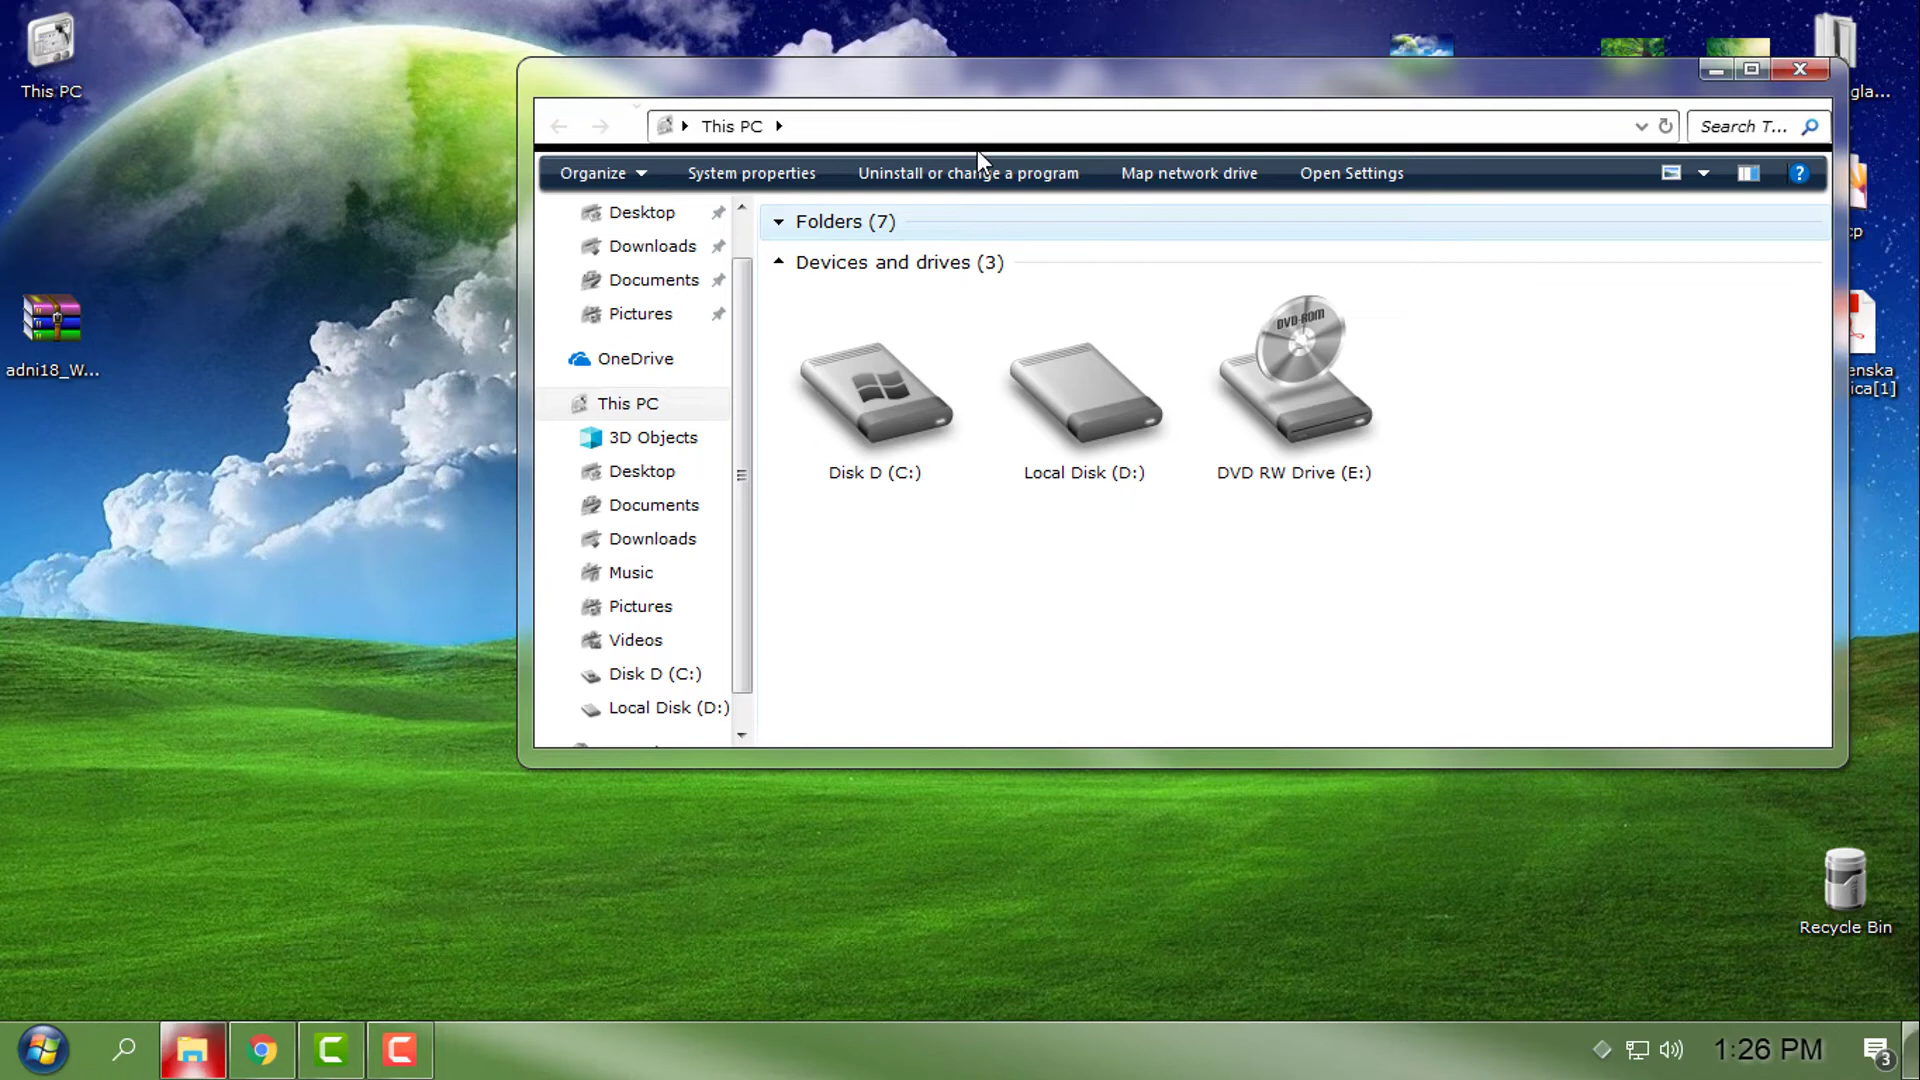 This PC
adni18_W...
This PC
Search T...
Organize
System properties
Uninstall or change a program
Map network drive
Open Settings
?
Desktop
Downloads
Documents
Pictures
OneDrive
This PC
3D Objects
Desktop
Documents
Downloads
Music
Pictures
Videos
Disk D (C:)
Local Disk (D:)
Folders (7)
Devices and drives (3)
DVD-ROM
Disk D (C:)
Local Disk (D:)
DVD RW Drive (E:)
gla...
cp
enska
ica[1]
Recycle Bin
1:26 PM
3